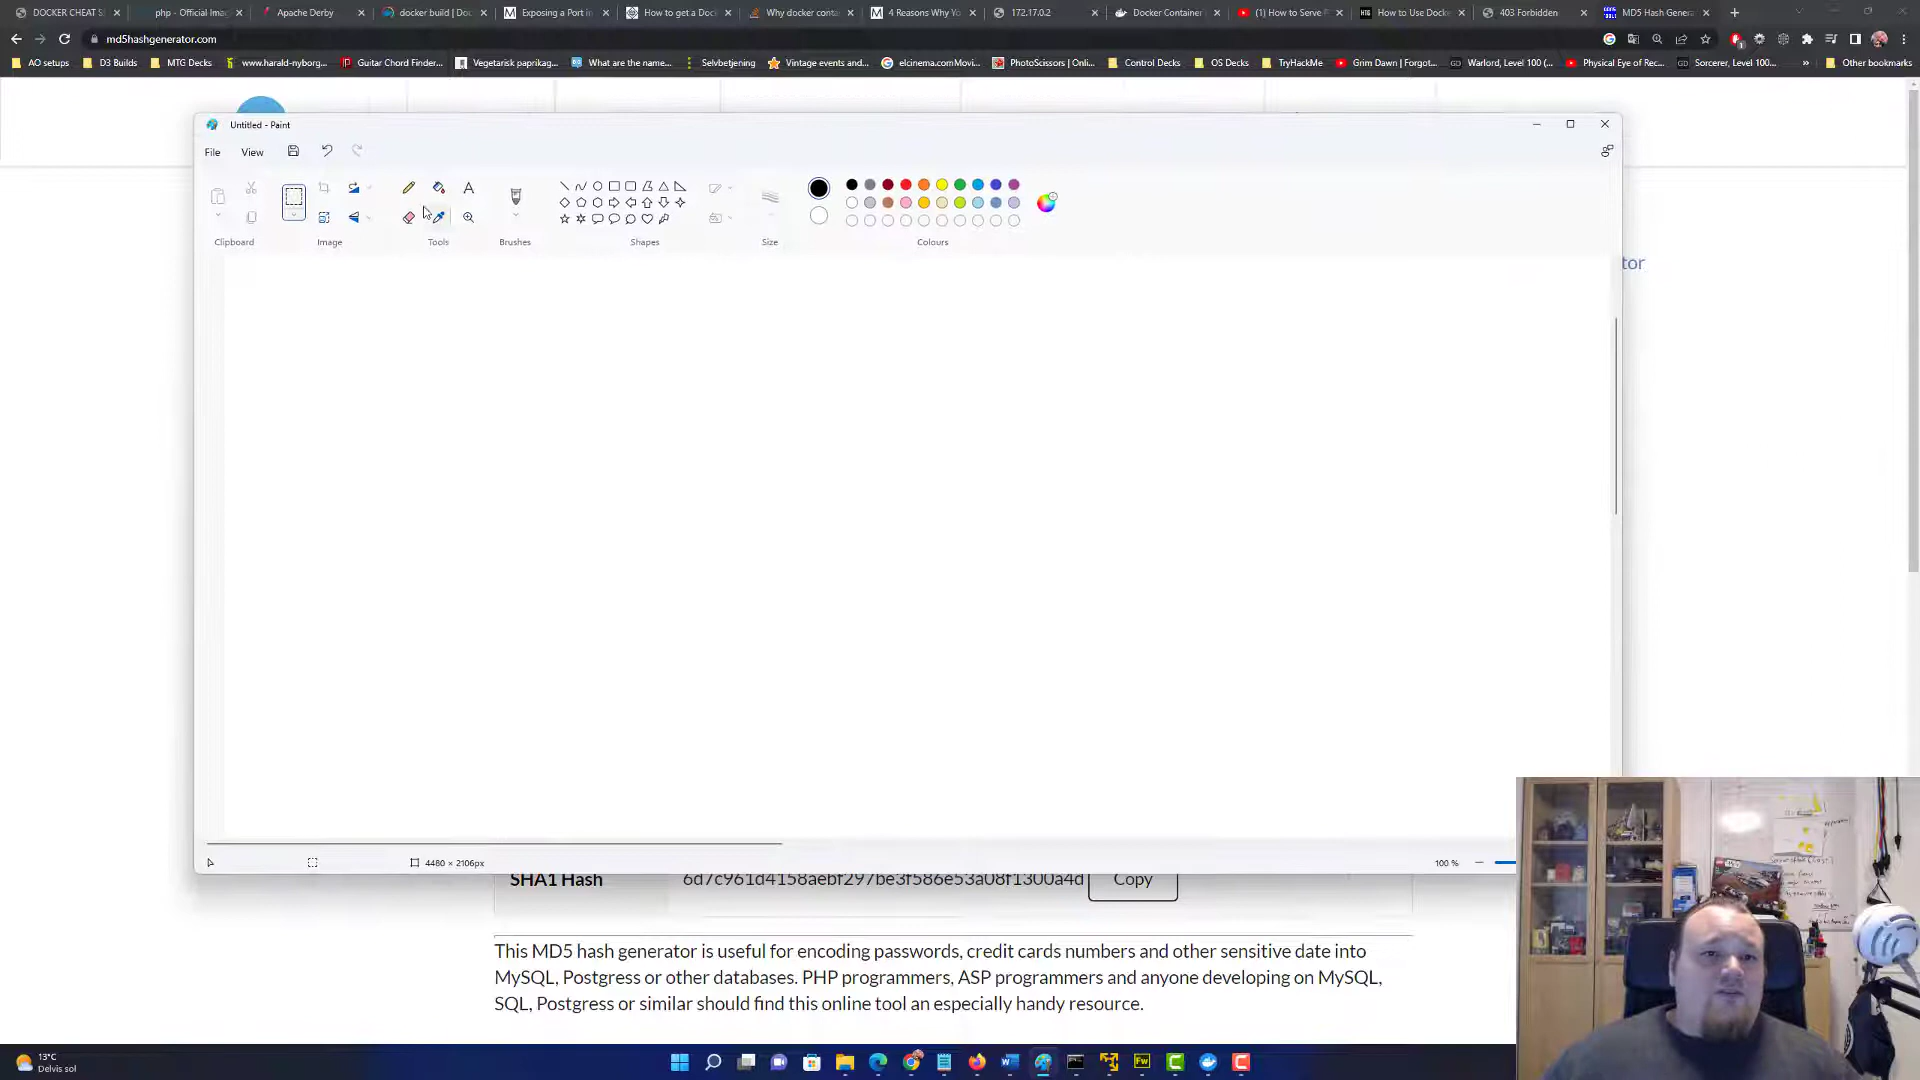 DOCKER CHEAT S
php - Official Imag
Apache Derby
docker build | Doc
Exposing a Port in
How to get a Dock
Why docker conta
4 Reasons Why Yo
172.17.0.2
Docker Container
(1) How to Serve P
How to Use Docke
403 Forbidden
MD5 Hash Genera
md5hashgenerator.com
AO setups
D3 Builds
MTG Decks
www.harald-nyborg...
Guitar Chord Finder...
Vegetarisk paprikag...
What are the name...
Selvbetjening
Vintage events and...
elcinema.comMovi...
PhotoScissors | Onli...
Control Decks
OS Decks
TryHackMe
Grim Dawn | Forgot...
Warlord, Level 100 (...
Physical Eye of Rec...
Sorcerer, Level 100...
Other bookmarks
Untitled - Paint
File
View
Clipboard
Image
Tools
Brushes
Shapes
Size
Colours
tor
4480 × 2106px
100 %
SHA1 Hash
6d7c961d4158aebf297be3f586e53a08f1300a4d
Copy
This MD5 hash generator is useful for encoding passwords, credit cards numbers and other sensitive date into
MySQL, Postgress or other databases. PHP programmers, ASP programmers and anyone developing on MySQL,
SQL, Postgress or similar should find this online tool an especially handy resource.
13°C
Delvis sol